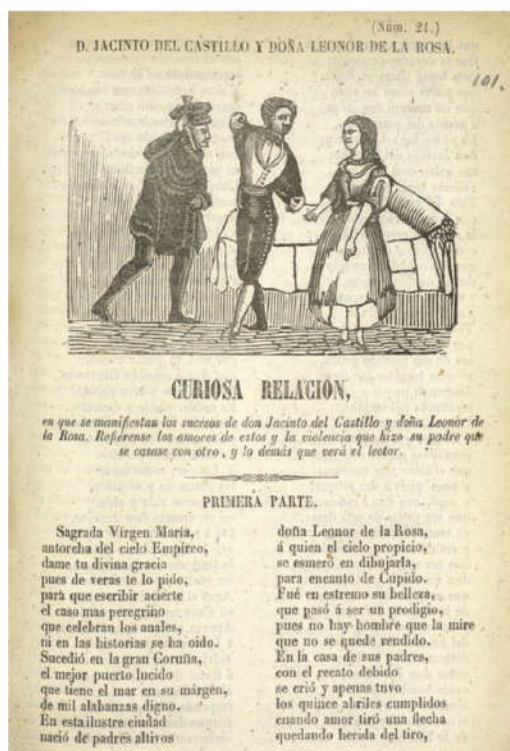 (Núm. 21.)
D. JACINTO DEL CASTILLO Y DOÑA LEONOR DE LA ROSA.
101.
CURIOSA RELACION,
en que se manifiestan los sucesos de don Jacinto del Castillo y doña Leonor de
la Rosa. Refiérense los amores de estos y la violencia que hizo su padre que
se casase con otro, y lo demás que verá el lector.
PRIMERA PARTE.
Sagrada Vírgen María,
antorcha del cielo Empíreo,
dame tu divina gracia
pues de veras te lo pido,
para que escribir acierte
el caso mas peregrino
que celebran los anales,
ni en las historias se ha oido.
Sucedió en la gran Coruña,
el mejor puerto lucido
que tiene el mar en su márgen,
de mil alabanzas digno.
En esta ilustre ciudad
nació de padres altivos
doña Leonor de la Rosa,
á quien el cielo propicio,
se esmeró en dibujarla,
para encanto de Cupido.
Fué en estremo su belleza,
que pasó á ser un prodigio,
pues no hay hombre que la mire
que no se quede rendido.
En la casa de sus padres,
con el recato debido
se crió y apenas tuvo
los quince abriles cumplidos
cuando amor tiró una flecha
quedando herida del tiro,